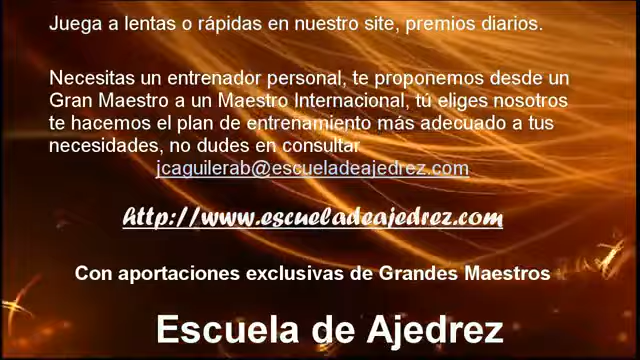 Juega a lentas o rápidas en nuestro site, premios diarios.
Necesitas un entrenador personal, te proponemos desde un
Gran Maestro a un Maestro Internacional, tú eliges nosotros
te hacemos el plan de entrenamiento más adecuado a tus
necesidades, no dudes en consultar
jcaguilerab@escueladeajedrez.com
http://www.escueladeajedrez.com
Con aportaciones exclusivas de Grandes Maestros
Escuela de Ajedrez